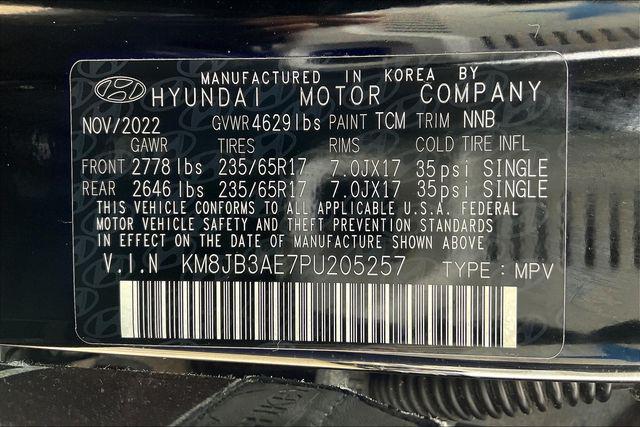 MANUFACTURED IN KOREA BY
HYUNDAI MOTOR COMPANY
NOV/2022 GVWR 4629lbs PAINT TCM TRIM NNB
GAWR TIRES RIMS COLD TIRE INFL
FRONT 2778 lbs 235/65R17 7.0JX17 35psi SINGLE
REAR 2646 lbs 235/65R17 7.0JX17 35psi SINGLE
THIS VEHICLE CONFORMS TO ALL APPLICABLE U.S.A. FEDERAL
MOTOR VEHICLE SAFETY AND THEFT PREVENTION STANDARDS
IN EFFECT ON THE DATE OF MANUFACTURE SHOWN ABOVE
V.I.N KM8JB3AE7PU205257 TYPE : MPV